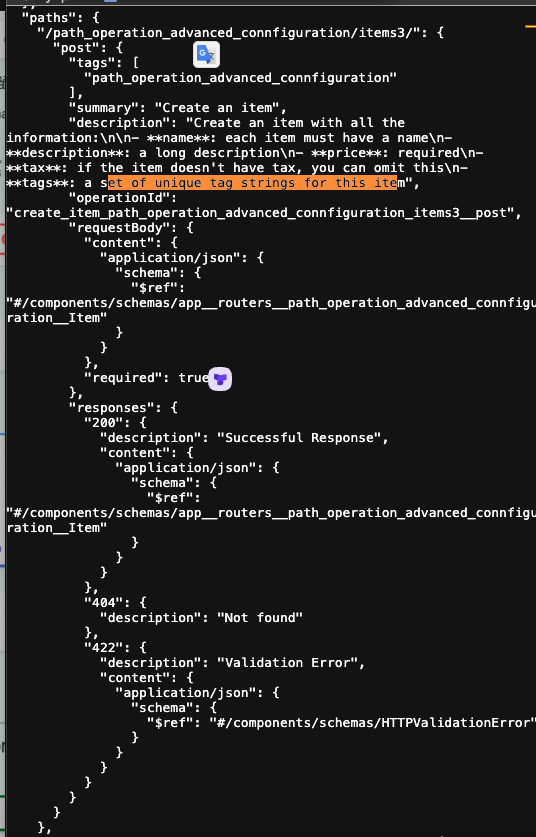 "paths": {
"/path_operation_advanced_connfiguration/items3/": {
"post": {
"tags": [
"path_operation_advanced_connfiguration"
],
"summary": "Create an item",
"description": "Create an item with all the
information:\n\n- **name**: each item must have a name\n-
**description**: a long description\n- **price**: required\n-
**tax**: if the item doesn't have tax, you can omit this\n-
**tags**: a set of unique tag strings for this item",
"operationId":
"create_item_path_operation_advanced_connfiguration_items3__post",
"requestBody": {
"content": {
"application/json": {
"schema": {
"$ref":
"#/components/schemas/app__routers__path_operation_advanced_connfigu
ration__Item"
}
}
},
"required": true
},
"responses": {
"200": {
"description": "Successful Response",
"content": {
"application/json": {
"schema": {
"$ref":
"#/components/schemas/app__routers__path_operation_advanced_connfigu
ration__Item"
}
}
}
},
"404": {
"description": "Not found"
},
"422": {
"description": "Validation Error",
"content": {
"application/json": {
"schema": {
"$ref": "#/components/schemas/HTTPValidationError"
}
}
}
}
}
}
},